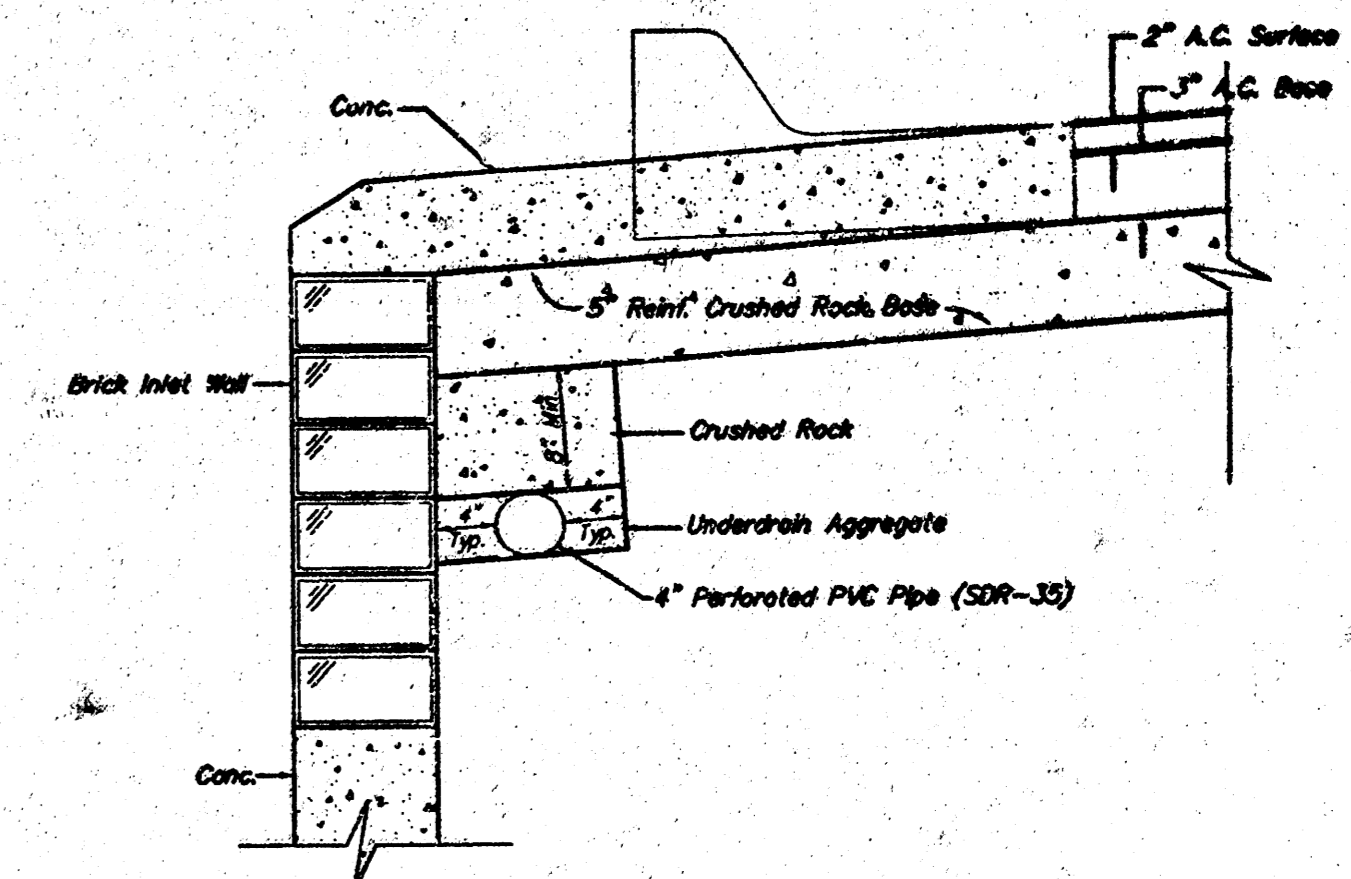 2" A.C. Surface
3" A.C. Base
Conc.
5" Reinf. Crushed Rock Base
Brick Inlet Wall
8" Min.
Crushed Rock
4" Typ.
4" Typ.
Underdrain Aggregate
4" Perforated PVC Pipe (SDR-35)
Conc.